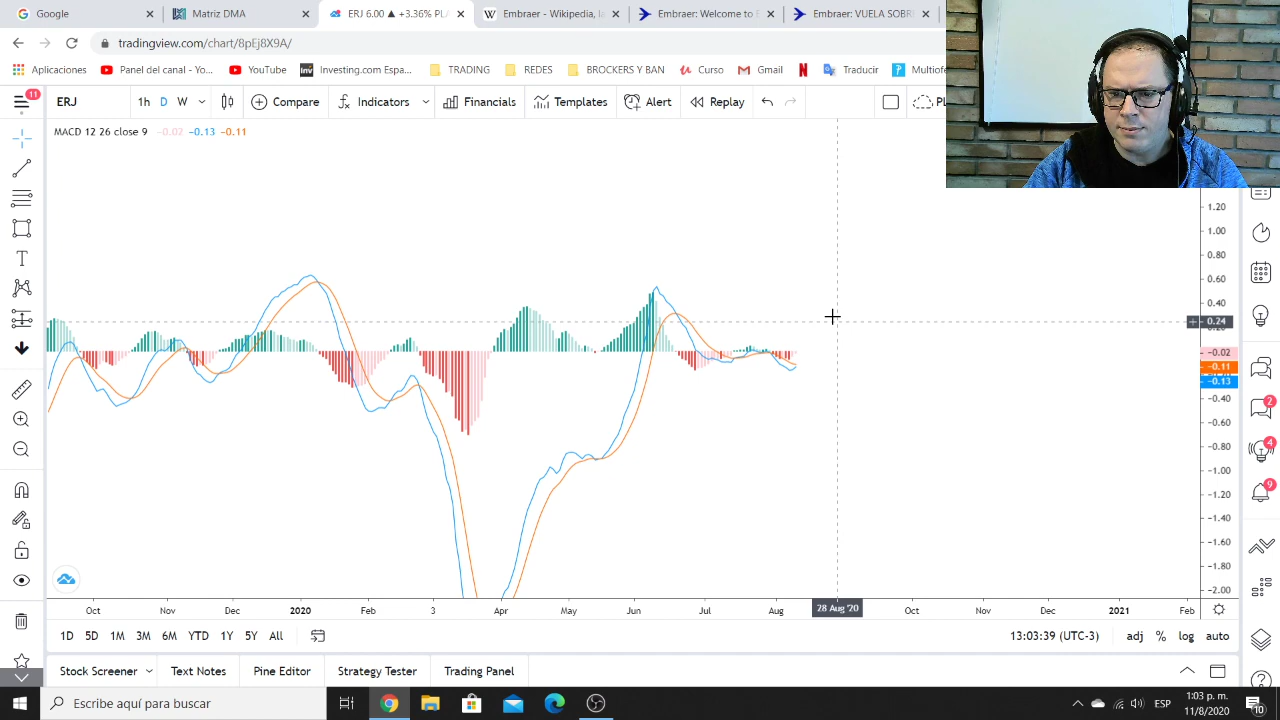 Google
Matriz DMA
ERJ 6.00 ▲ +3.36% PL
Embraer - Wikipedia, l
Embraer: Welcome to E
Embraer: VUELA SOBR
tradingview.com/chart/8pEj8X9A/
Aplicaciones
Panel del canal - Yo...
YouTube
Investing.com Espa...
TRADING
REDES
BROCKERS Y BAN
Curso
Gmail
Traducir
Multiof
11
ERJ
1h D W
Compare
Indicators
Financials
Templates
Alert
Replay
Pl
MACD 12 26 close 9 −0.02 −0.13 −0.11
1.20
1.00
0.80
0.60
0.40
0.24
−0.02
−0.11
−0.13
−0.40
−0.60
−0.80
−1.00
−1.20
−1.40
−1.60
−1.80
−2.00
2
4
9
Oct Nov Dec 2020 Feb 3 Apr May Jun Jul Aug 28 Aug '20 Oct Nov Dec 2021 Feb
1D 5D 1M 3M 6M YTD 1Y 5Y All
13:03:39 (UTC-3) adj % log auto
Stock Screener Text Notes Pine Editor Strategy Tester Trading Panel
Escribe aquí para buscar
ESP
1:03 p. m.
11/8/2020
10